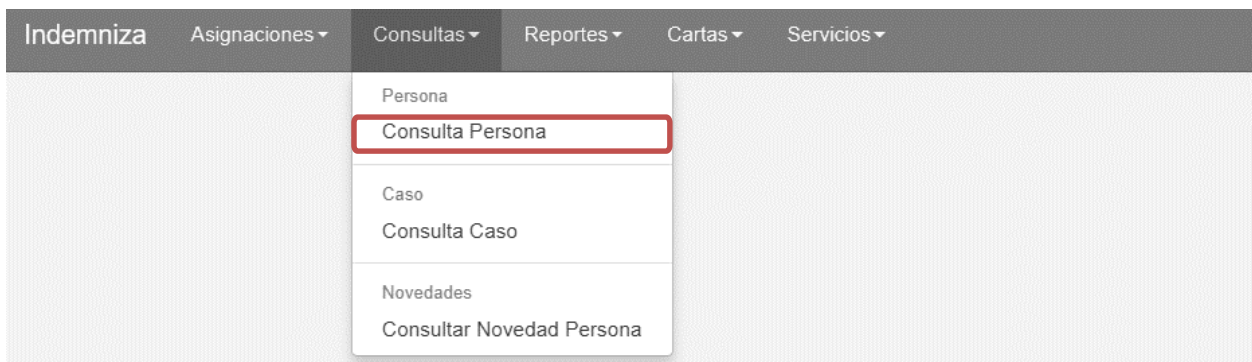 Indemniza Asignaciones Consultas Reportes Cartas Servicios
Persona
Consulta Persona
Caso
Consulta Caso
Novedades
Consultar Novedad Persona